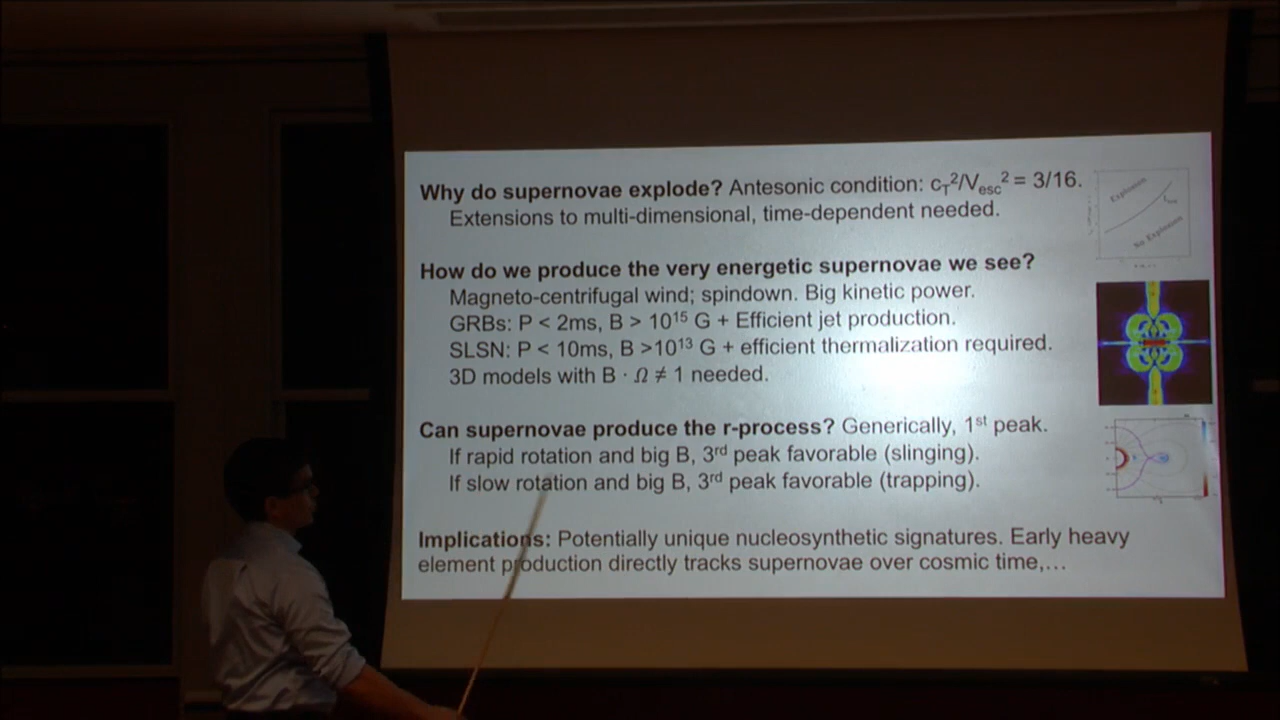 Why do supernovae explode? Antesonic condition: c_T²/V_esc² = 3/16.
Extensions to multi-dimensional, time-dependent needed.
Explosion
No Explosion
How do we produce the very energetic supernovae we see?
Magneto-centrifugal wind; spindown. Big kinetic power.
GRBs: P < 2ms, B > 10¹⁵ G + Efficient jet production.
SLSN: P < 10ms, B >10¹³ G + efficient thermalization required.
3D models with B · Ω ≠ 1 needed.
Can supernovae produce the r-process? Generically, 1st peak.
If rapid rotation and big B, 3rd peak favorable (slinging).
If slow rotation and big B, 3rd peak favorable (trapping).
Implications: Potentially unique nucleosynthetic signatures. Early heavy
element production directly tracks supernovae over cosmic time,…